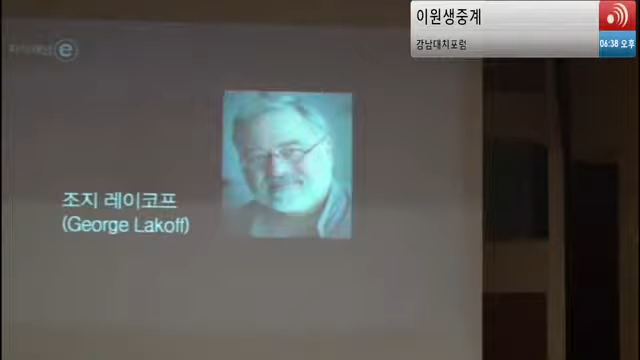 이원생중계
강남대치포럼
06:38 오후
e
조지 레이코프
(George Lakoff)